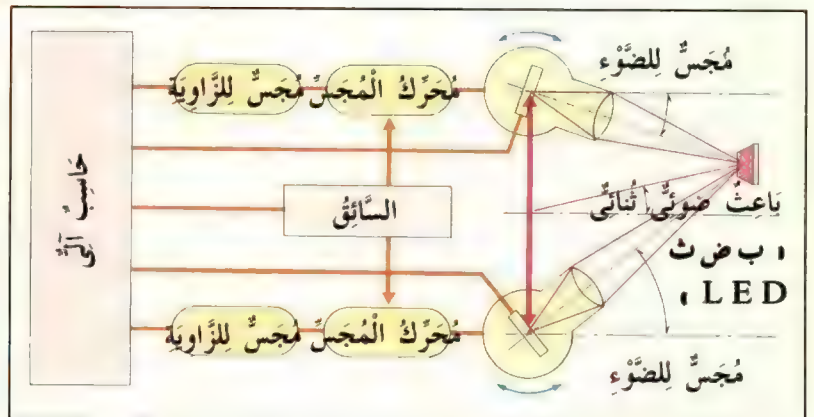 مُجَسٌّ لِلضَّوْءِ
مُحَرِّكُ الْمُجَسِّ
مُجَسٌّ لِلزَّاوِيَةِ
حَاسِبٌ آلِىٌّ
السَّائِقُ
بَاعِثٌ ضَوْئِىٌّ ثُنَائِىٌّ
، ب ض ث
LED ،
مُحَرِّكُ الْمُجَسِّ
مُجَسٌّ لِلزَّاوِيَةِ
مُجَسٌّ لِلضَّوْءِ